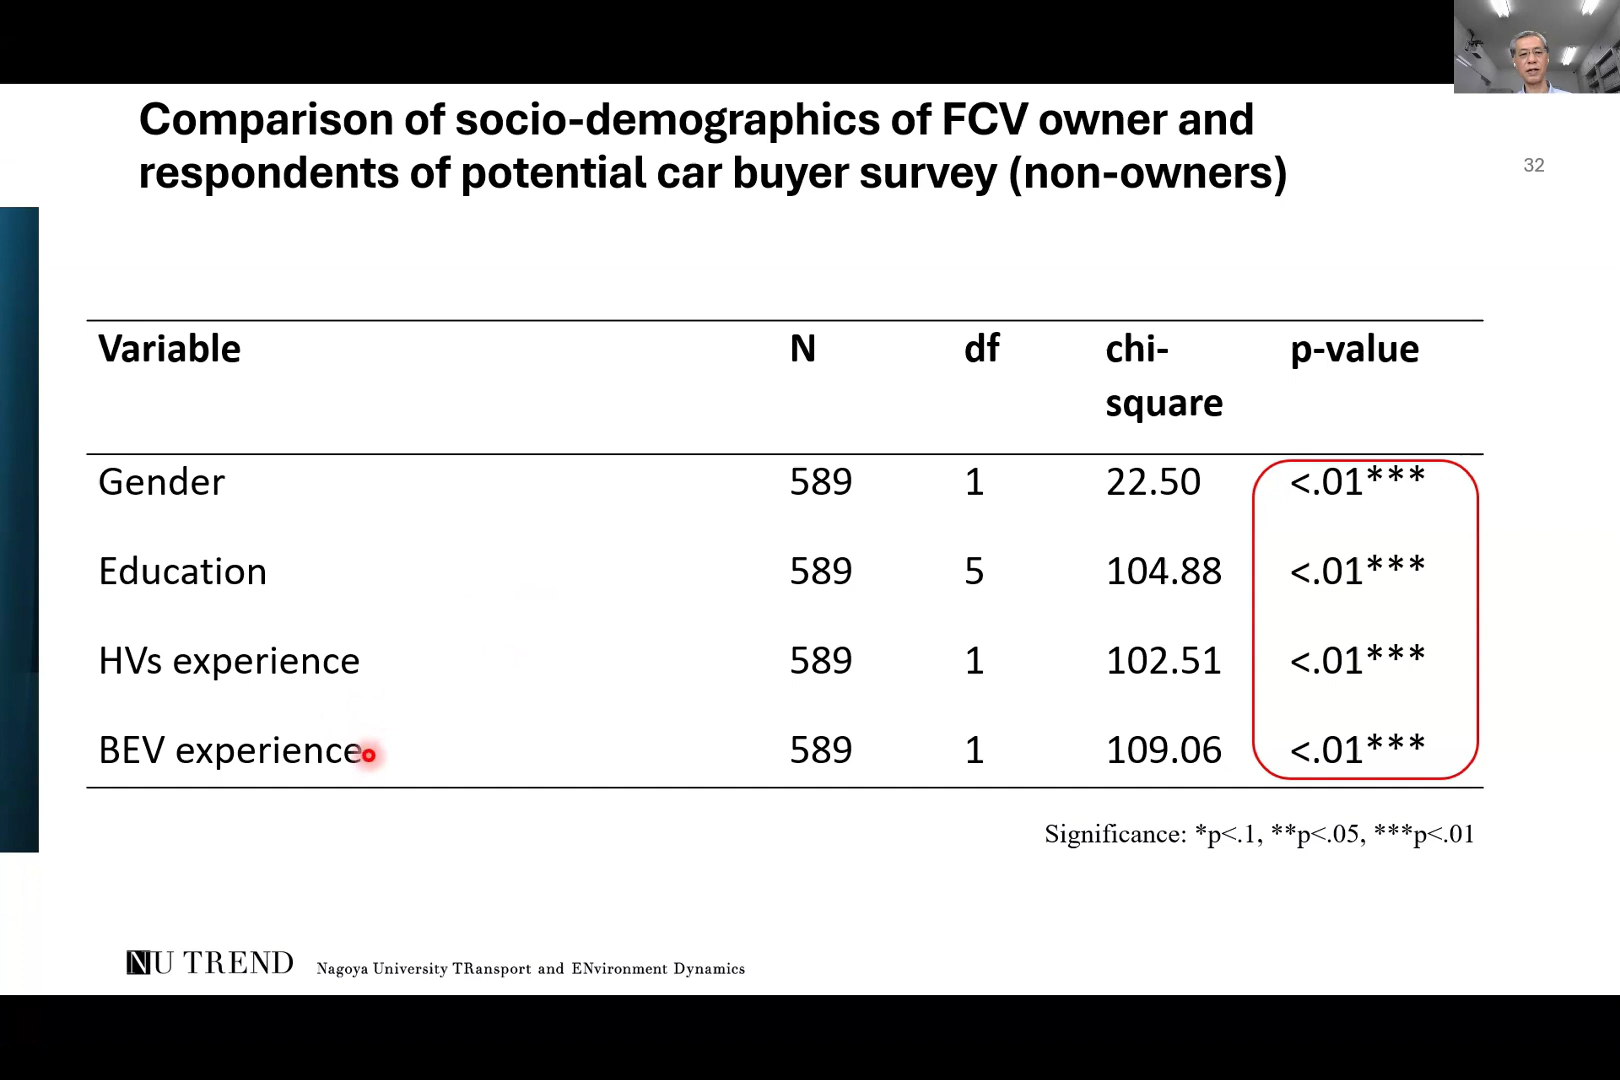 Comparison of socio-demographics of FCV owner and
respondents of potential car buyer survey (non-owners)
32
Variable N df chi-square p-value
Gender 589 1 22.50 <.01***
Education 589 5 104.88 <.01***
HVs experience 589 1 102.51 <.01***
BEV experience 589 1 109.06 <.01***
Significance: *p<.1, **p<.05, ***p<.01
NU TREND Nagoya University TRansport and ENvironment Dynamics